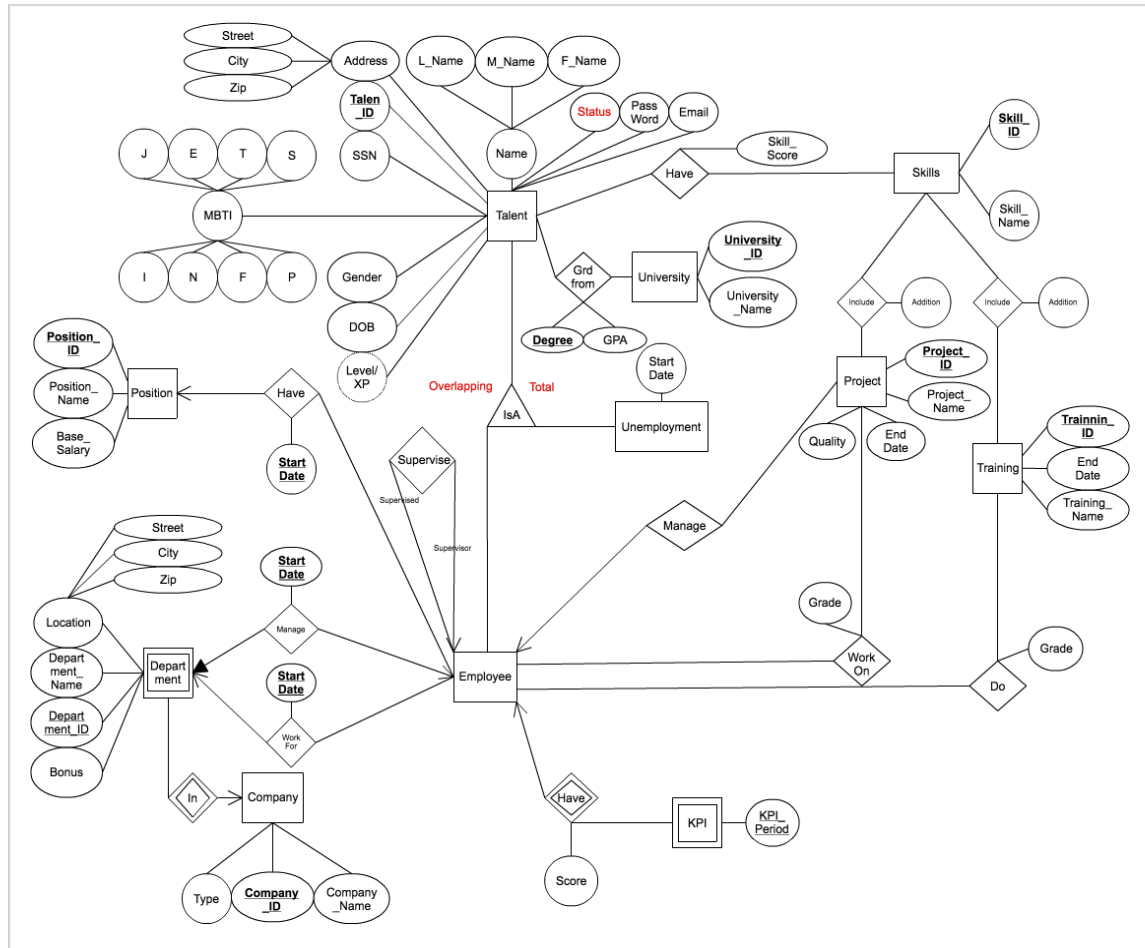 Street
City
Zip
Address
L_Name
M_Name
F_Name
Talen
_ID
SSN
Name
Status
Pass
Word
Email
Skill_
Score
Have
Skills
Skill_
ID
Skill_
Name
J
E
T
S
MBTI
I
N
F
P
Talent
Gender
DOB
Level/
XP
Grd
from
University
University
_ID
University
_Name
Degree
GPA
Include
Addition
Include
Addition
Position_
ID
Position_
Name
Base_
Salary
Position
Have
Start
Date
Overlapping
Total
IsA
Start
Date
Unemployment
Project
Project_
ID
Project_
Name
Quality
End
Date
Trainnin_
ID
End
Date
Training_
Name
Training
Supervise
Supervised
Supervisor
Manage
Street
City
Zip
Location
Depart
ment_
Name
Depart
ment_ID
Bonus
Depart
ment
Start
Date
Manage
Start
Date
Work
For
Employee
Grade
Work
On
Grade
Do
In
Company
Type
Company
_ID
Company
_Name
Have
Score
KPI
KPI_
Period